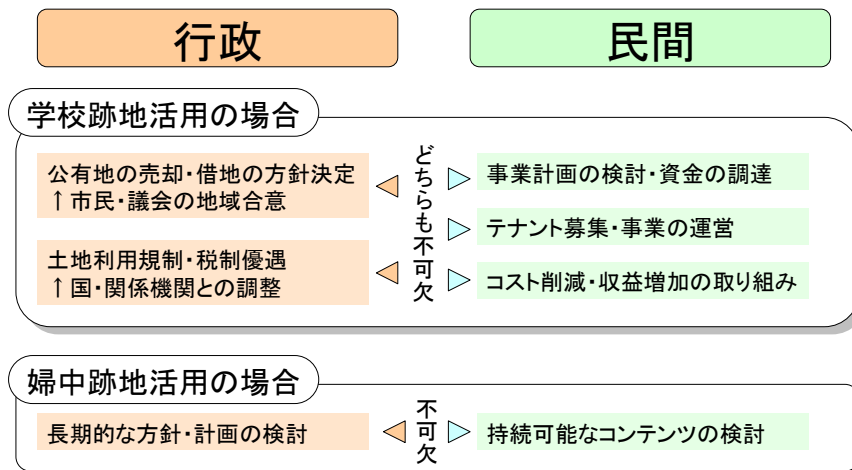 行政
民間
学校跡地活用の場合
公有地の売却・借地の方針決定
↑市民・議会の地域合意
土地利用規制・税制優遇
↑国・関係機関との調整
どちらも不可欠
事業計画の検討・資金の調達
テナント募集・事業の運営
コスト削減・収益増加の取り組み
婦中跡地活用の場合
長期的な方針・計画の検討
不可欠
持続可能なコンテンツの検討